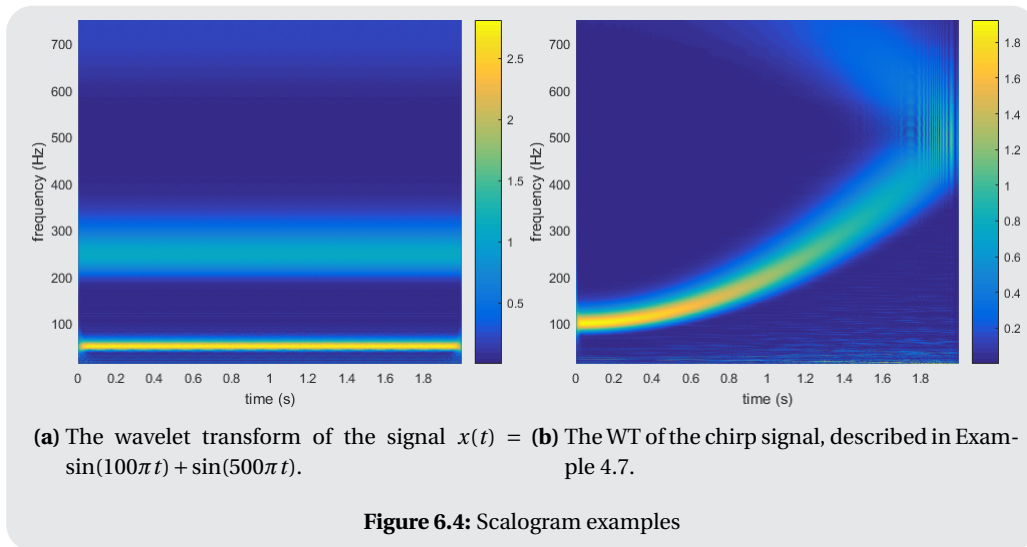 700
600
500
400
300
200
100
frequency (Hz)
0 0.2 0.4 0.6 0.8 1 1.2 1.4 1.6 1.8
time (s)
2.5
2
1.5
1
0.5
700
600
500
400
300
200
100
frequency (Hz)
0 0.2 0.4 0.6 0.8 1 1.2 1.4 1.6 1.8
time (s)
1.8
1.6
1.4
1.2
1
0.8
0.6
0.4
0.2
(a) The wavelet transform of the signal x(t) =
sin(100πt) + sin(500πt).
(b) The WT of the chirp signal, described in Exam-
ple 4.7.
Figure 6.4: Scalogram examples